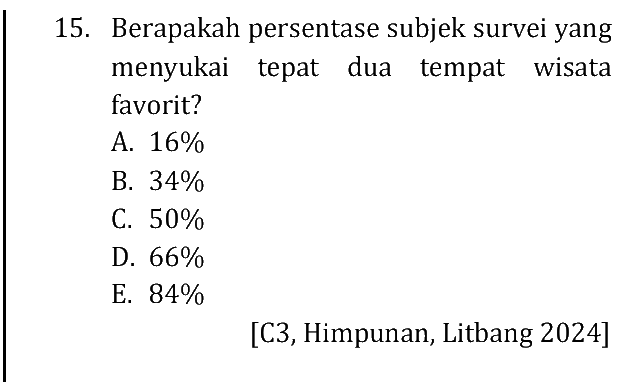 15. Berapakah persentase subjek survei yang
menyukai tepat dua tempat wisata
favorit?
A. 16%
B. 34%
C. 50%
D. 66%
E. 84%
[C3, Himpunan, Litbang 2024]